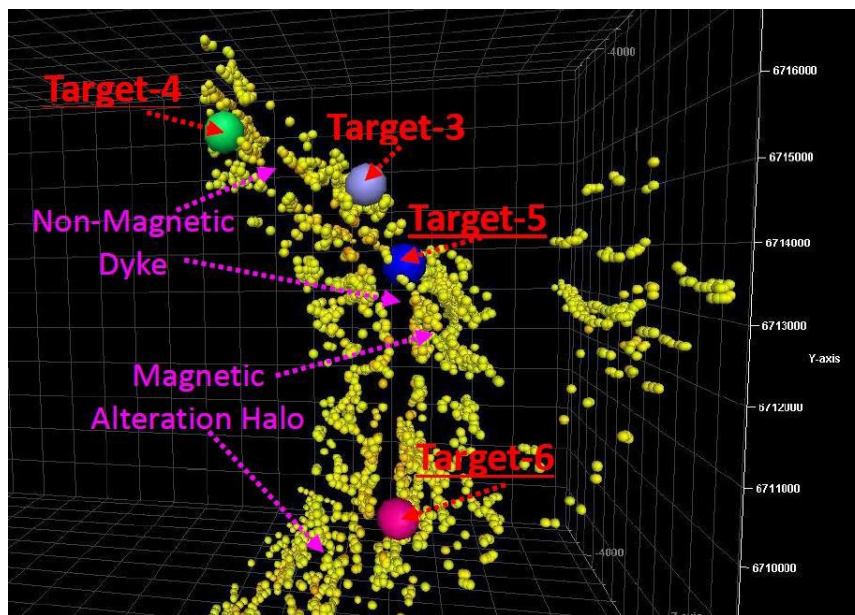 -4000
6716000
Target-4
Target-3
6715000
Non-Magnetic
Dyke
Target-5
6714000
6713000
Y-axis
Magnetic
Alteration Halo
6712000
Target-6
6711000
-4000
6710000